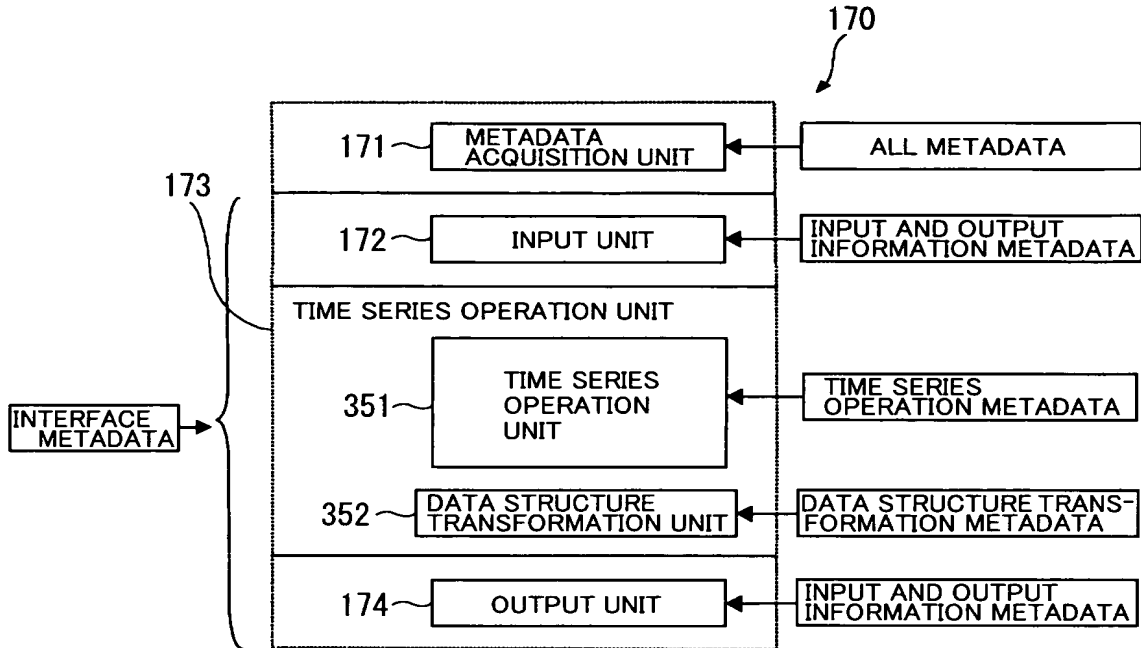 170
171
METADATA
ACQUISITION UNIT
ALL METADATA
173
172
INPUT UNIT
INPUT AND OUTPUT
INFORMATION METADATA
TIME SERIES OPERATION UNIT
351
TIME SERIES
OPERATION
UNIT
TIME SERIES
OPERATION METADATA
INTERFACE
METADATA
352
DATA STRUCTURE
TRANSFORMATION UNIT
DATA STRUCTURE TRANS-
FORMATION METADATA
174
OUTPUT UNIT
INPUT AND OUTPUT
INFORMATION METADATA